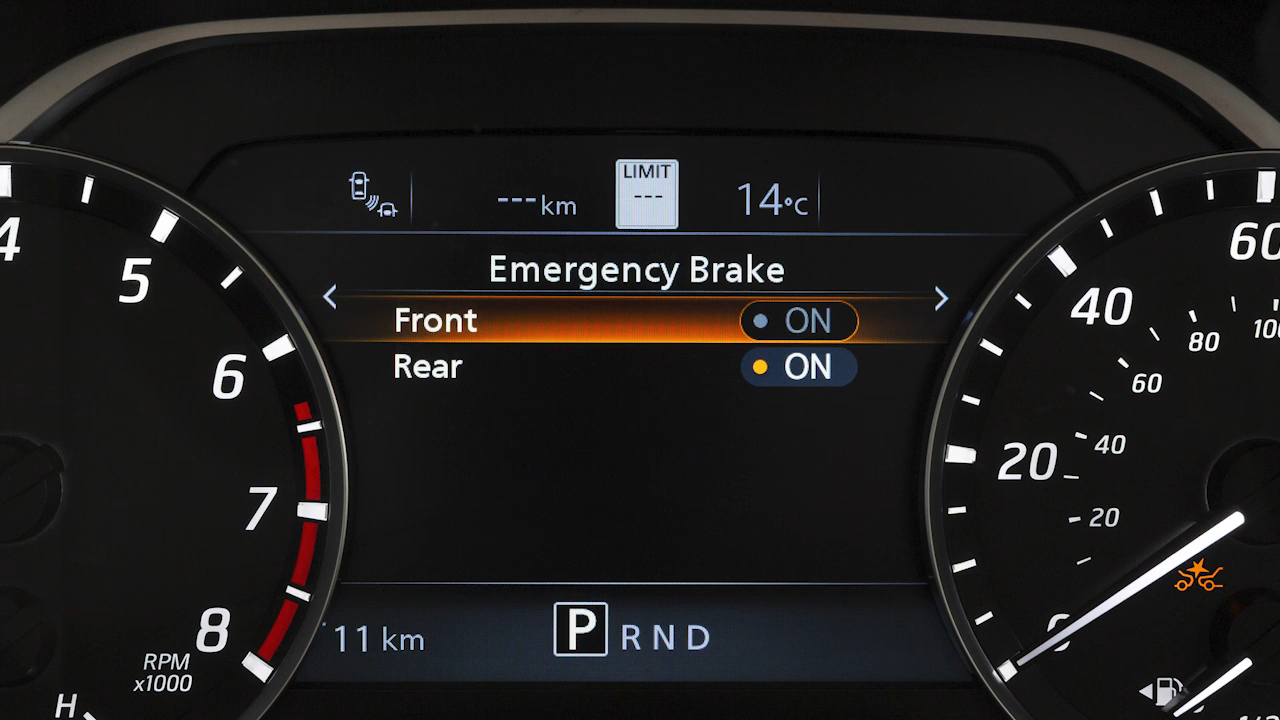 LIMIT
---
---km
14°C
Emergency Brake
Front ON
Rear ON
11 km
P R N D
4
5
6
7
8
RPM
x1000
H
0
20
40
60
20
40
60
80